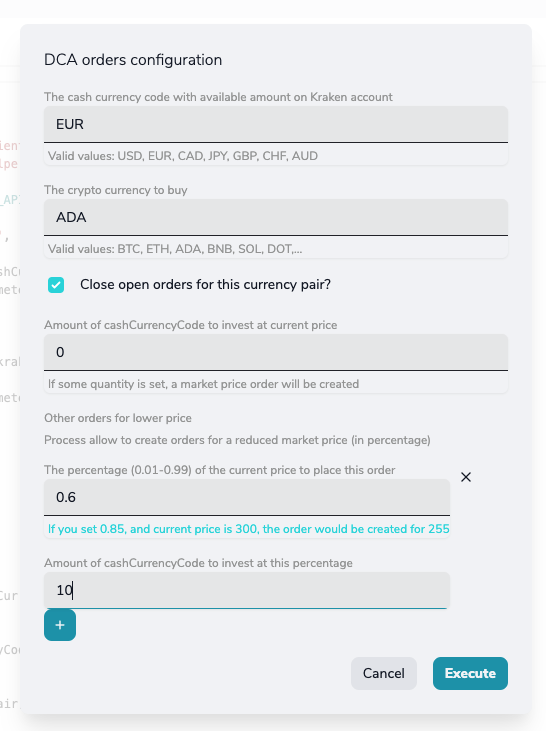 DCA orders configuration
The cash currency code with available amount on Kraken account
EUR
Valid values: USD, EUR, CAD, JPY, GBP, CHF, AUD
The crypto currency to buy
ADA
Valid values: BTC, ETH, ADA, BNB, SOL, DOT,...
Close open orders for this currency pair?
Amount of cashCurrencyCode to invest at current price
0
If some quantity is set, a market price order will be created
Other orders for lower price
Process allow to create orders for a reduced market price (in percentage)
The percentage (0.01-0.99) of the current price to place this order
0.6
If you set 0.85, and current price is 300, the order would be created for 255
Amount of cashCurrencyCode to invest at this percentage
10
+
Cancel
Execute